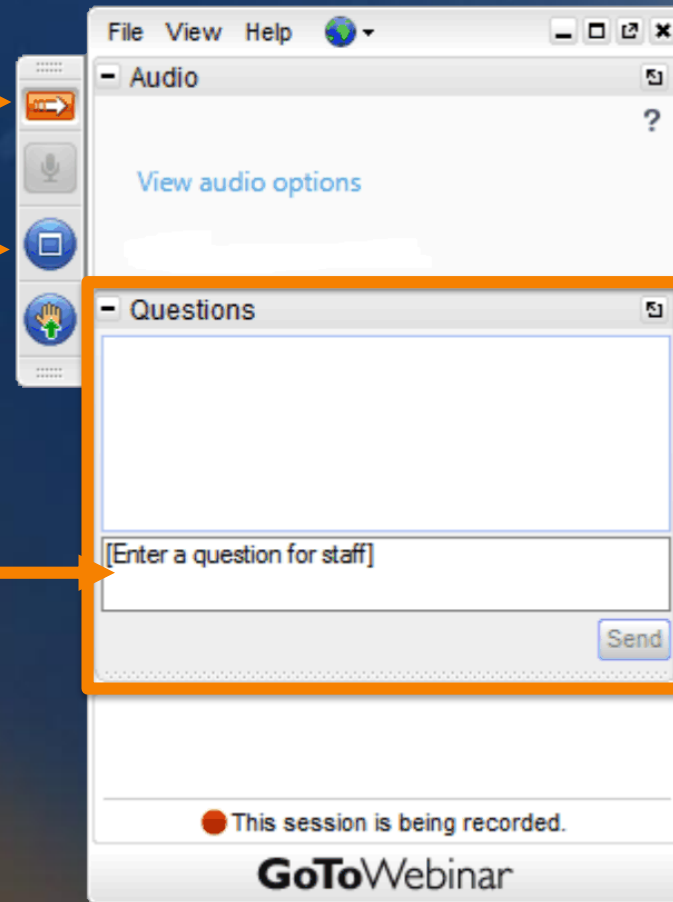 File View Help
Audio
?
View audio options
Questions
[Enter a question for staff]
Send
This session is being recorded.
GoToWebinar